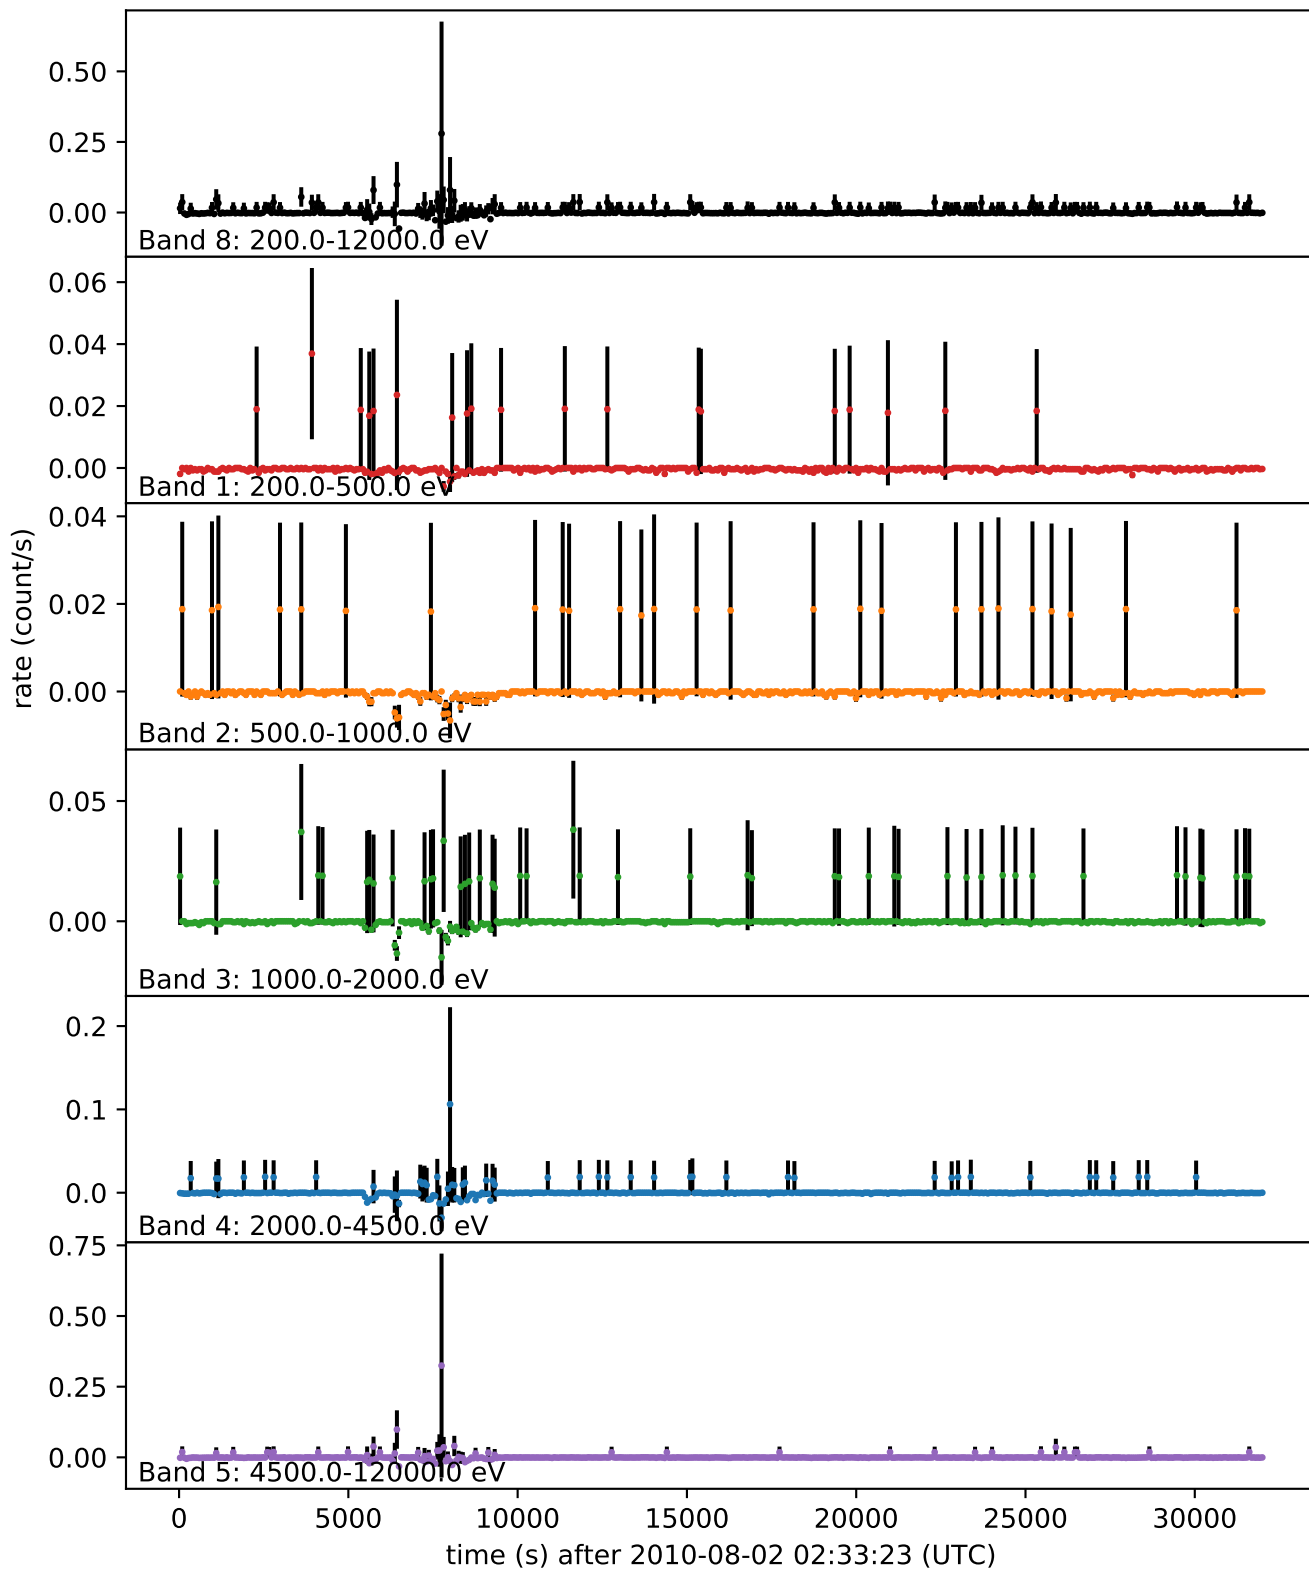 0.50
0.25
0.00
Band 8: 200.0-12000.0 eV
0.06
0.04
0.02
0.00
Band 1: 200.0-500.0 eV
0.04
0.02
0.00
Band 2: 500.0-1000.0 eV
rate (count/s)
0.05
0.00
Band 3: 1000.0-2000.0 eV
0.2
0.1
0.0
Band 4: 2000.0-4500.0 eV
0.75
0.50
0.25
0.00
Band 5: 4500.0-12000.0 eV
0 5000 10000 15000 20000 25000 30000
time (s) after 2010-08-02 02:33:23 (UTC)